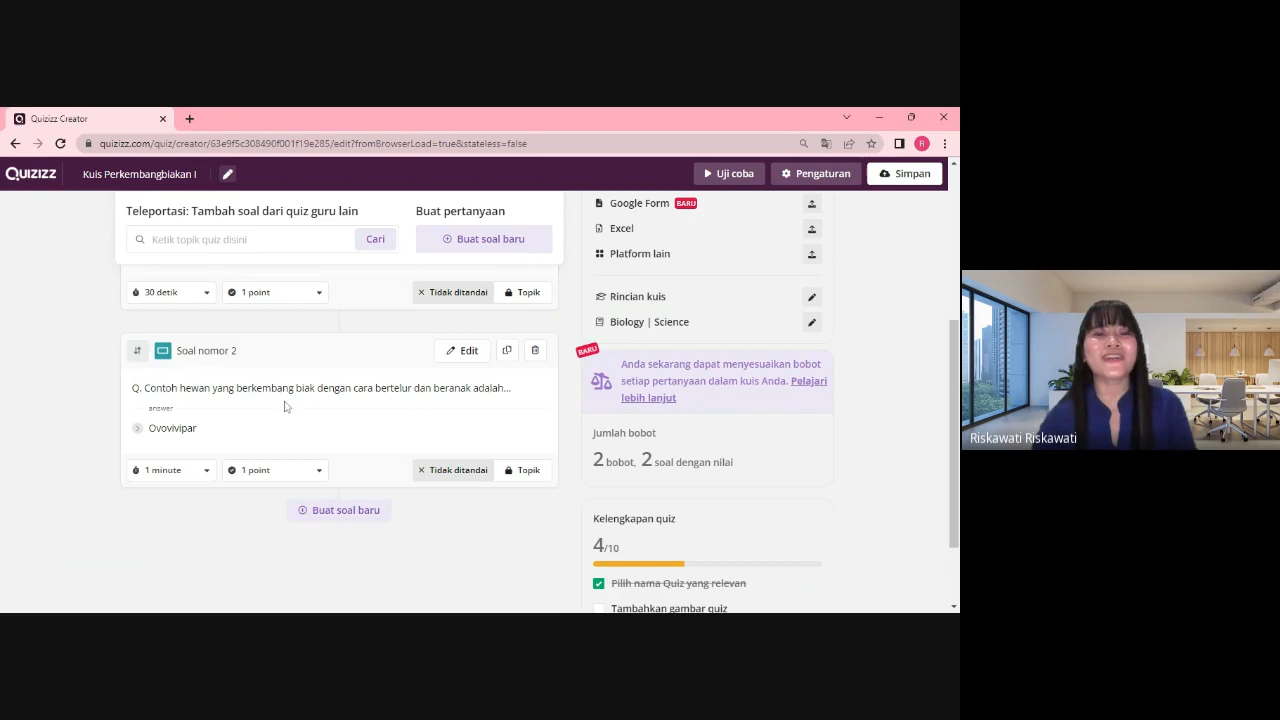 Quizizz Creator
quizizz.com/quiz/creator/63e9f5c308490f001f19e285/edit?fromBrowserLoad=true&stateless=false
QUIZIZZ
Kuis Perkembangbiakan I
Uji coba
Pengaturan
Simpan
Teleportasi: Tambah soal dari quiz guru lain
Buat pertanyaan
Ketik topik quiz disini
Cari
Buat soal baru
30 detik
1 point
Tidak ditandai
Topik
Soal nomor 2
Edit
Q. Contoh hewan yang berkembang biak dengan cara bertelur dan beranak adalah...
answer
Ovovivipar
1 minute
1 point
Tidak ditandai
Topik
Buat soal baru
Google Form BARU
Excel
Platform lain
Rincian kuis
Biology | Science
BARU
Anda sekarang dapat menyesuaikan bobot
setiap pertanyaan dalam kuis Anda. Pelajari
lebih lanjut
Jumlah bobot
2 bobot, 2 soal dengan nilai
Kelengkapan quiz
4/10
Pilih nama Quiz yang relevan
Tambahkan gambar quiz
Riskawati Riskawati